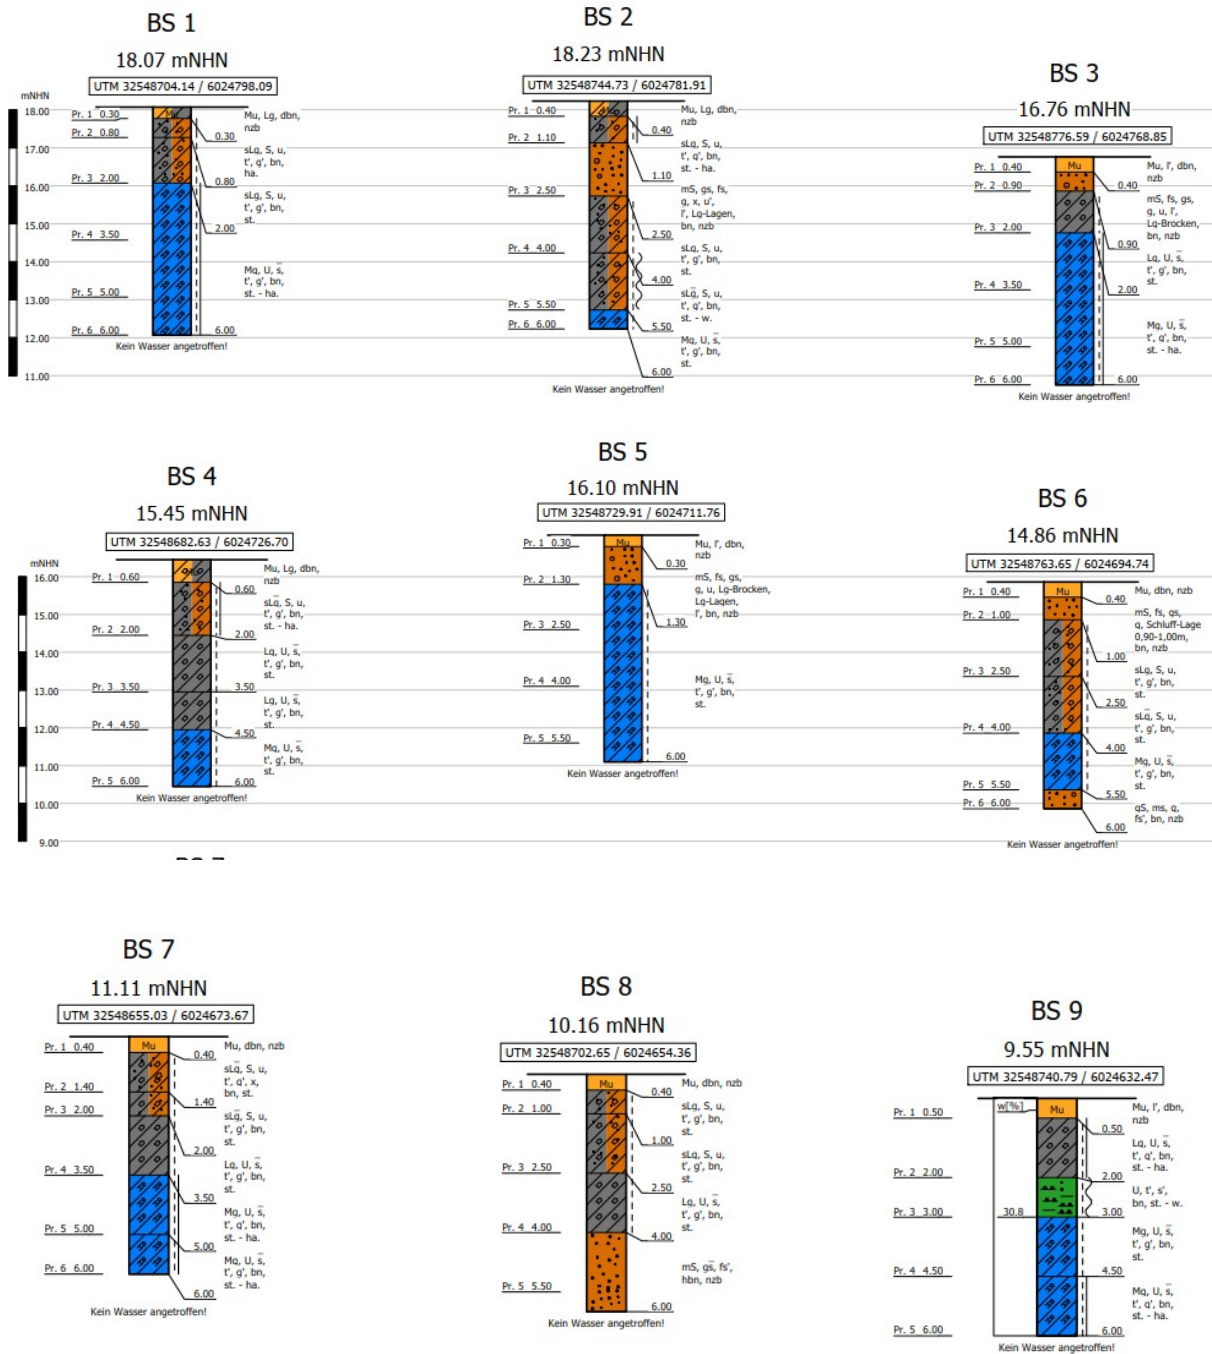 BS 1
18.07 mNHN
UTM 32548704.14 / 6024798.09
mNHN
18.00
17.00
16.00
15.00
14.00
13.00
12.00
11.00
Pr. 1 0.30
Pr. 2 0.80
Pr. 3 2.00
Pr. 4 3.50
Pr. 5 5.00
Pr. 6 6.00
Mu
0.30
0.80
2.00
6.00
Mu, Lg, dbn,
nzb
sLg, S, u,
t', g', bn,
ha.
sLg, S, u,
t', g', bn,
st.
Mg, U, s̅,
t', g', bn,
st. - ha.
Kein Wasser angetroffen!
BS 2
18.23 mNHN
UTM 32548744.73 / 6024781.91
Pr. 1 0.40
Pr. 2 1.10
Pr. 3 2.50
Pr. 4 4.00
Pr. 5 5.50
Pr. 6 6.00
Mu
0.40
1.10
2.50
4.00
5.50
6.00
Mu, Lg, dbn,
nzb
sLg, S, u,
t', g', bn,
st. - ha.
mS, gs, fs,
g, x, u',
l', Lg-Lagen,
bn, nzb
sLg, S, u,
t', g', bn,
st.
sLg̅, S, u,
t', g', bn,
st. - w.
Mg, U, s̅,
t', g', bn,
st.
Kein Wasser angetroffen!
BS 3
16.76 mNHN
UTM 32548776.59 / 6024768.85
Pr. 1 0.40
Pr. 2 0.90
Pr. 3 2.00
Pr. 4 3.50
Pr. 5 5.00
Pr. 6 6.00
Mu
0.40
0.90
2.00
6.00
Mu, l', dbn,
nzb
mS, fs, gs,
g, u, l',
Lg-Brocken,
bn, nzb
Lg, U, s̅,
t', g', bn,
st.
Mg, U, s̅,
t', g', bn,
st. - ha.
Kein Wasser angetroffen!
BS 4
15.45 mNHN
UTM 32548682.63 / 6024726.70
mNHN
16.00
15.00
14.00
13.00
12.00
11.00
10.00
9.00
Pr. 1 0.60
Pr. 2 2.00
Pr. 3 3.50
Pr. 4 4.50
Pr. 5 6.00
Mu
0.60
2.00
3.50
4.50
6.00
Mu, Lg, dbn,
nzb
sLg̅, S, u,
t', g', bn,
st. - ha.
Lg, U, s̅,
t', g', bn,
st.
Lg, U, s̅,
t', g', bn,
st.
Mg, U, s̅,
t', g', bn,
st.
Kein Wasser angetroffen!
BS 5
16.10 mNHN
UTM 32548729.91 / 6024711.76
Pr. 1 0.30
Pr. 2 1.30
Pr. 3 2.50
Pr. 4 4.00
Pr. 5 5.50
Mu
0.30
1.30
6.00
Mu, l', dbn,
nzb
mS, fs, gs,
g, u, Lg-Brocken,
Lg-Lagen,
l', bn, nzb
Mg, U, s̅,
t', g', bn,
st.
Kein Wasser angetroffen!
BS 6
14.86 mNHN
UTM 32548763.65 / 6024694.74
Pr. 1 0.40
Pr. 2 1.00
Pr. 3 2.50
Pr. 4 4.00
Pr. 5 5.50
Pr. 6 6.00
Mu
0.40
1.00
2.50
4.00
5.50
6.00
Mu, dbn, nzb
mS, fs, gs,
g, Schluff-Lage
0,90-1,00m,
bn, nzb
sLg, S, u,
t', g', bn,
st.
sLg̅, S, u,
t', g', bn,
st.
Mg, U, s̅,
t', g', bn,
st.
gS, ms, g,
fs', bn, nzb
Kein Wasser angetroffen!
BS 7
11.11 mNHN
UTM 32548655.03 / 6024673.67
Pr. 1 0.40
Pr. 2 1.40
Pr. 3 2.00
Pr. 4 3.50
Pr. 5 5.00
Pr. 6 6.00
Mu
0.40
1.40
2.00
3.50
5.00
6.00
Mu, dbn, nzb
sLg̅, S, u,
t', g', x,
bn, st.
sLg̅, S, u,
t', g', bn,
st.
Lg, U, s̅,
t', g', bn,
st.
Mg, U, s̅,
t', g', bn,
st. - ha.
Mg, U, s̅,
t', g', bn,
st. - ha.
Kein Wasser angetroffen!
BS 8
10.16 mNHN
UTM 32548702.65 / 6024654.36
Pr. 1 0.40
Pr. 2 1.00
Pr. 3 2.50
Pr. 4 4.00
Pr. 5 5.50
Mu
0.40
1.00
2.50
4.00
6.00
Mu, dbn, nzb
sLg, S, u,
t', g', bn,
st.
sLg, S, u,
t', g', bn,
st.
Lg, U, s̅,
t', g', bn,
st.
mS, gs̅, fs',
hbn, nzb
Kein Wasser angetroffen!
BS 9
9.55 mNHN
UTM 32548740.79 / 6024632.47
w[%]
30.8
Pr. 1 0.50
Pr. 2 2.00
Pr. 3 3.00
Pr. 4 4.50
Pr. 5 6.00
Mu
0.50
2.00
3.00
4.50
6.00
Mu, l', dbn,
nzb
Lg, U, s̅,
t', g', bn,
st. - ha.
U, t', s',
bn, st. - w.
Mg, U, s̅,
t', g', bn,
st.
Mg, U, s̅,
t', g', bn,
st. - ha.
Kein Wasser angetroffen!